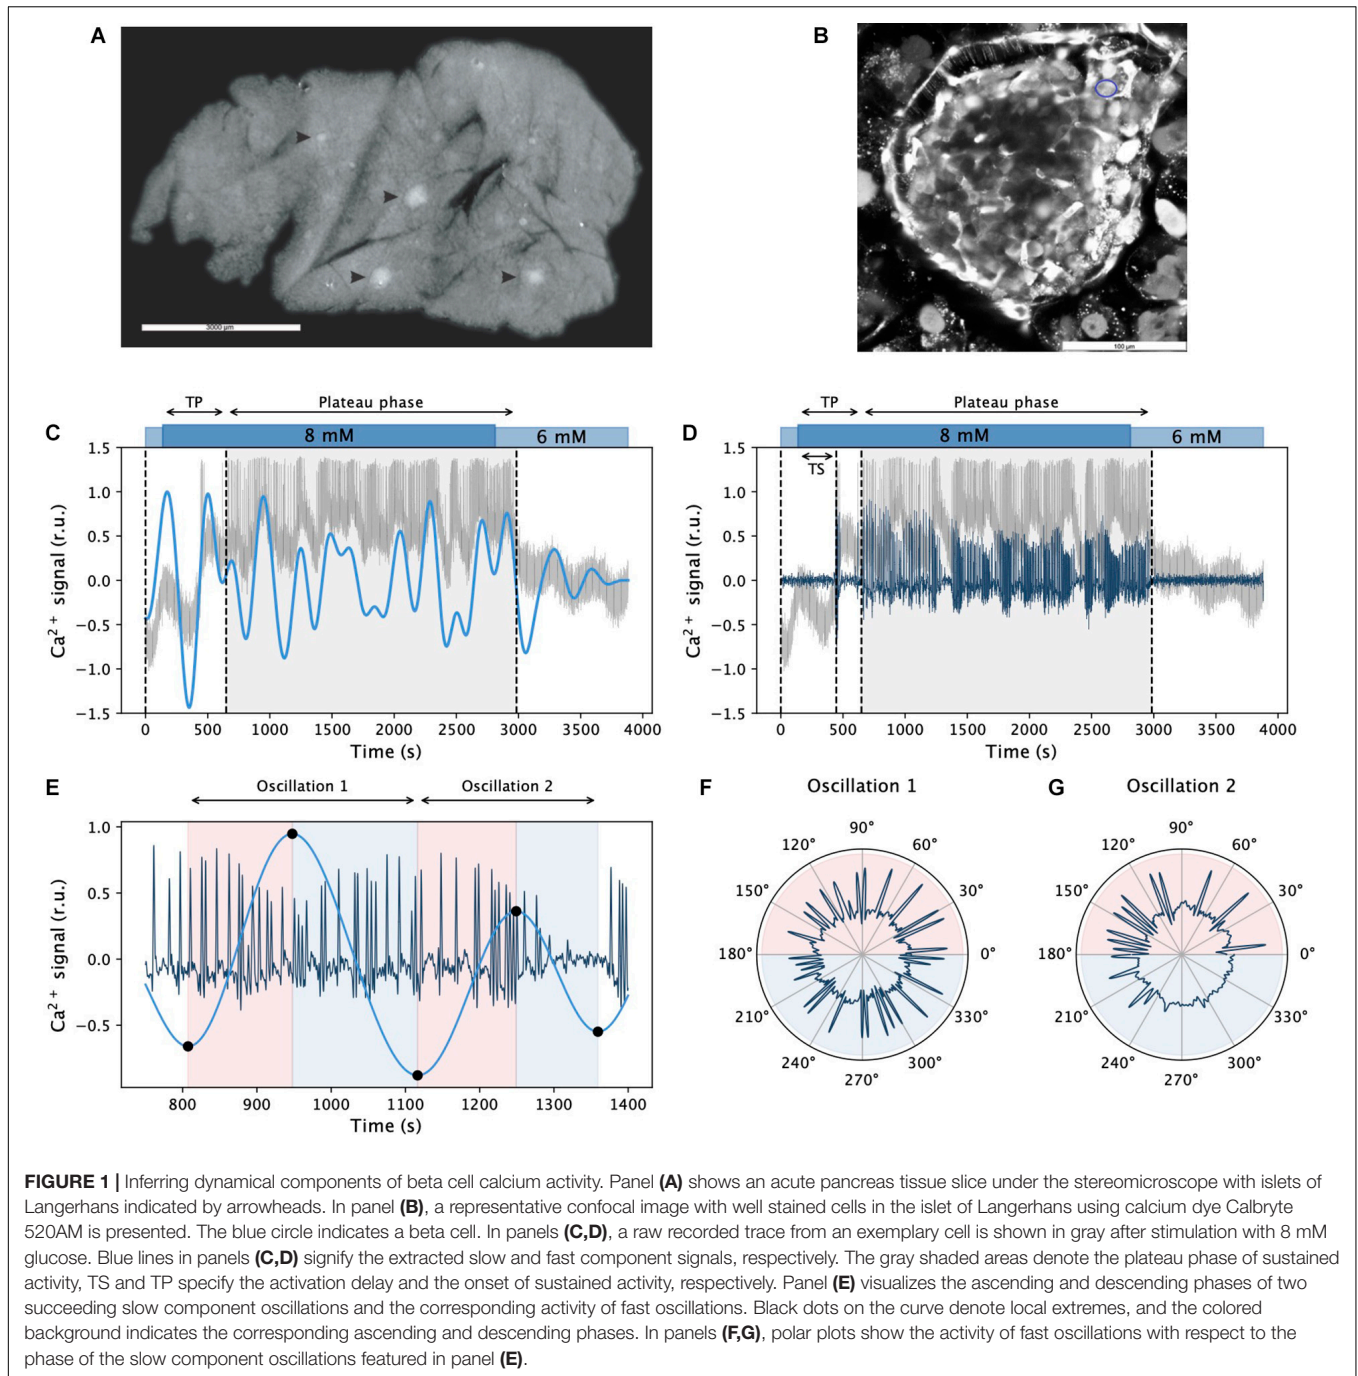 A
B
3000 µm
100 µm
TP
Plateau phase
C
8 mM
6 mM
1.5
1.0
0.5
0.0
−0.5
−1.0
−1.5
Ca2+ signal (r.u.)
0 500 1000 1500 2000 2500 3000 3500 4000
Time (s)
TP
Plateau phase
D
8 mM
6 mM
TS
1.5
1.0
0.5
0.0
−0.5
−1.0
−1.5
Ca2+ signal (r.u.)
0 500 1000 1500 2000 2500 3000 3500 4000
Time (s)
E
Oscillation 1
Oscillation 2
1.0
0.5
0.0
−0.5
Ca2+ signal (r.u.)
800 900 1000 1100 1200 1300 1400
Time (s)
F
Oscillation 1
90°
120° 60°
150° 30°
180° 0°
210° 330°
240° 300°
270°
G
Oscillation 2
90°
120° 60°
150° 30°
180° 0°
210° 330°
240° 300°
270°
FIGURE 1 | Inferring dynamical components of beta cell calcium activity. Panel (A) shows an acute pancreas tissue slice under the stereomicroscope with islets of
Langerhans indicated by arrowheads. In panel (B), a representative confocal image with well stained cells in the islet of Langerhans using calcium dye Calbryte
520AM is presented. The blue circle indicates a beta cell. In panels (C,D), a raw recorded trace from an exemplary cell is shown in gray after stimulation with 8 mM
glucose. Blue lines in panels (C,D) signify the extracted slow and fast component signals, respectively. The gray shaded areas denote the plateau phase of sustained
activity, TS and TP specify the activation delay and the onset of sustained activity, respectively. Panel (E) visualizes the ascending and descending phases of two
succeeding slow component oscillations and the corresponding activity of fast oscillations. Black dots on the curve denote local extremes, and the colored
background indicates the corresponding ascending and descending phases. In panels (F,G), polar plots show the activity of fast oscillations with respect to the
phase of the slow component oscillations featured in panel (E).